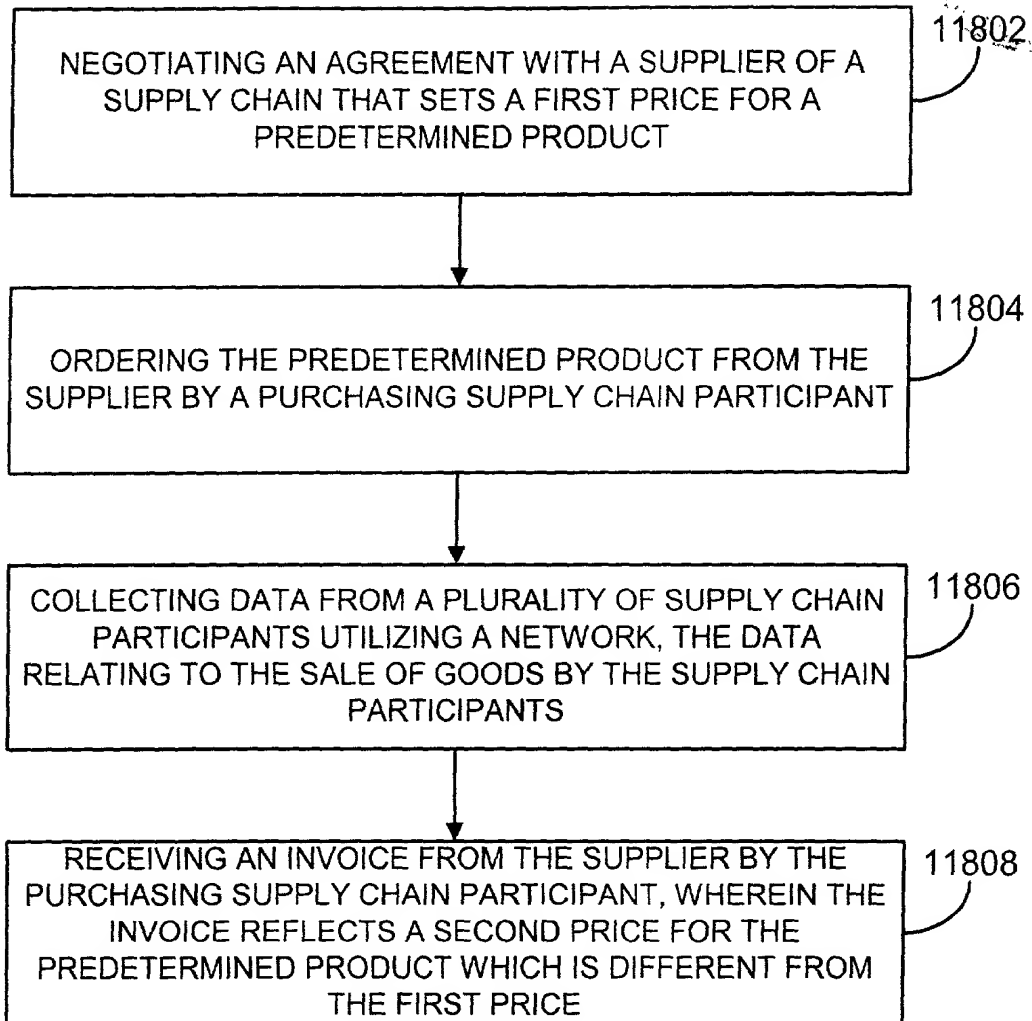 11802
NEGOTIATING AN AGREEMENT WITH A SUPPLIER OF A
SUPPLY CHAIN THAT SETS A FIRST PRICE FOR A
PREDETERMINED PRODUCT
11804
ORDERING THE PREDETERMINED PRODUCT FROM THE
SUPPLIER BY A PURCHASING SUPPLY CHAIN PARTICIPANT
11806
COLLECTING DATA FROM A PLURALITY OF SUPPLY CHAIN
PARTICIPANTS UTILIZING A NETWORK, THE DATA
RELATING TO THE SALE OF GOODS BY THE SUPPLY CHAIN
PARTICIPANTS
11808
RECEIVING AN INVOICE FROM THE SUPPLIER BY THE
PURCHASING SUPPLY CHAIN PARTICIPANT, WHEREIN THE
INVOICE REFLECTS A SECOND PRICE FOR THE
PREDETERMINED PRODUCT WHICH IS DIFFERENT FROM
THE FIRST PRICE